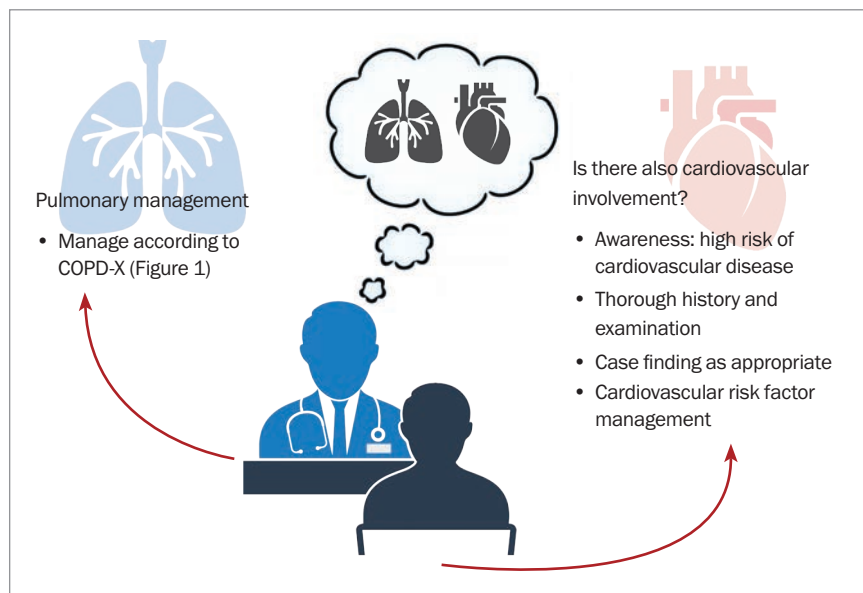 Pulmonary management
• Manage according to
COPD-X (Figure 1)
Is there also cardiovascular
involvement?
• Awareness: high risk of
cardiovascular disease
• Thorough history and
examination
• Case finding as appropriate
• Cardiovascular risk factor
management